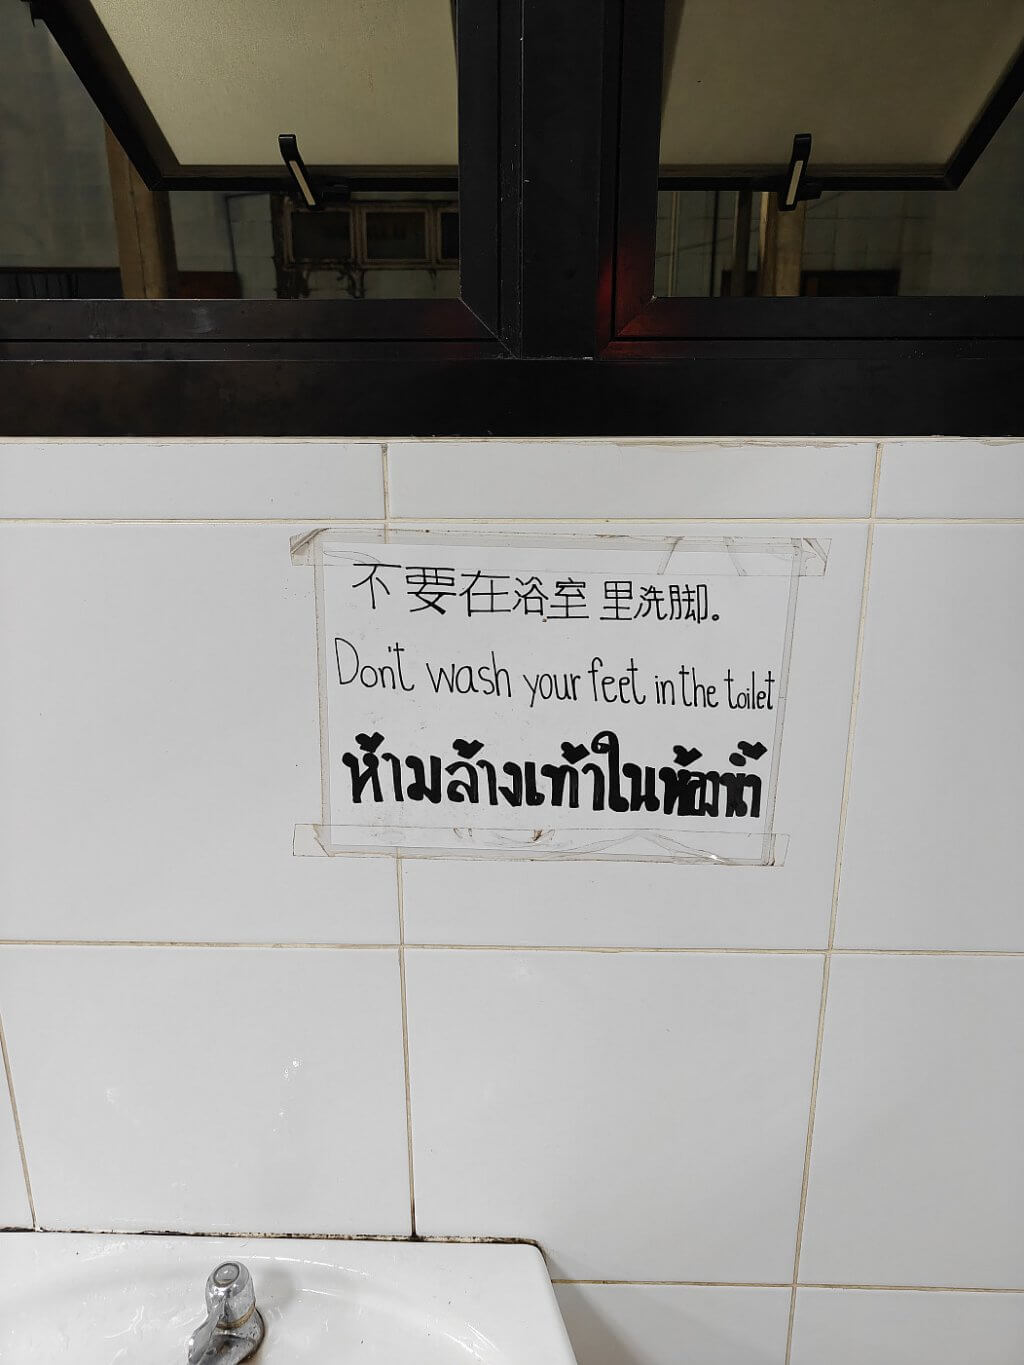 不要在浴室里洗脚。
Don't wash your feet in the toilet
ห้ามล้างเท้าในห้องน้ำ